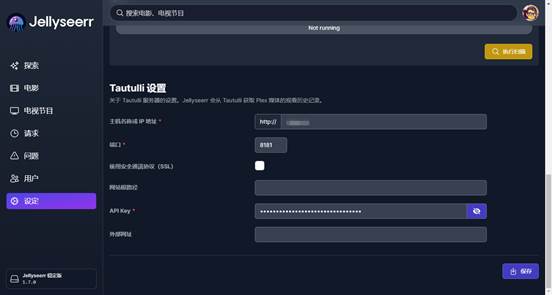 Jellyseerr
搜索电影、电视节目
Not running
执行扫描
探索
电影
电视节目
请求
问题
用户
设定
Tautulli 设置
关于 Tautulli 服务器的设置。Jellyseerr 会从 Tautulli 获取 Plex 媒体的观看历史记录。
主机名称或 IP 地址 *
http://
端口 *
8181
使用安全通讯协议（SSL）
网站根路径
API Key *
外部网址
保存
Jellyseerr 稳定版
1.7.0